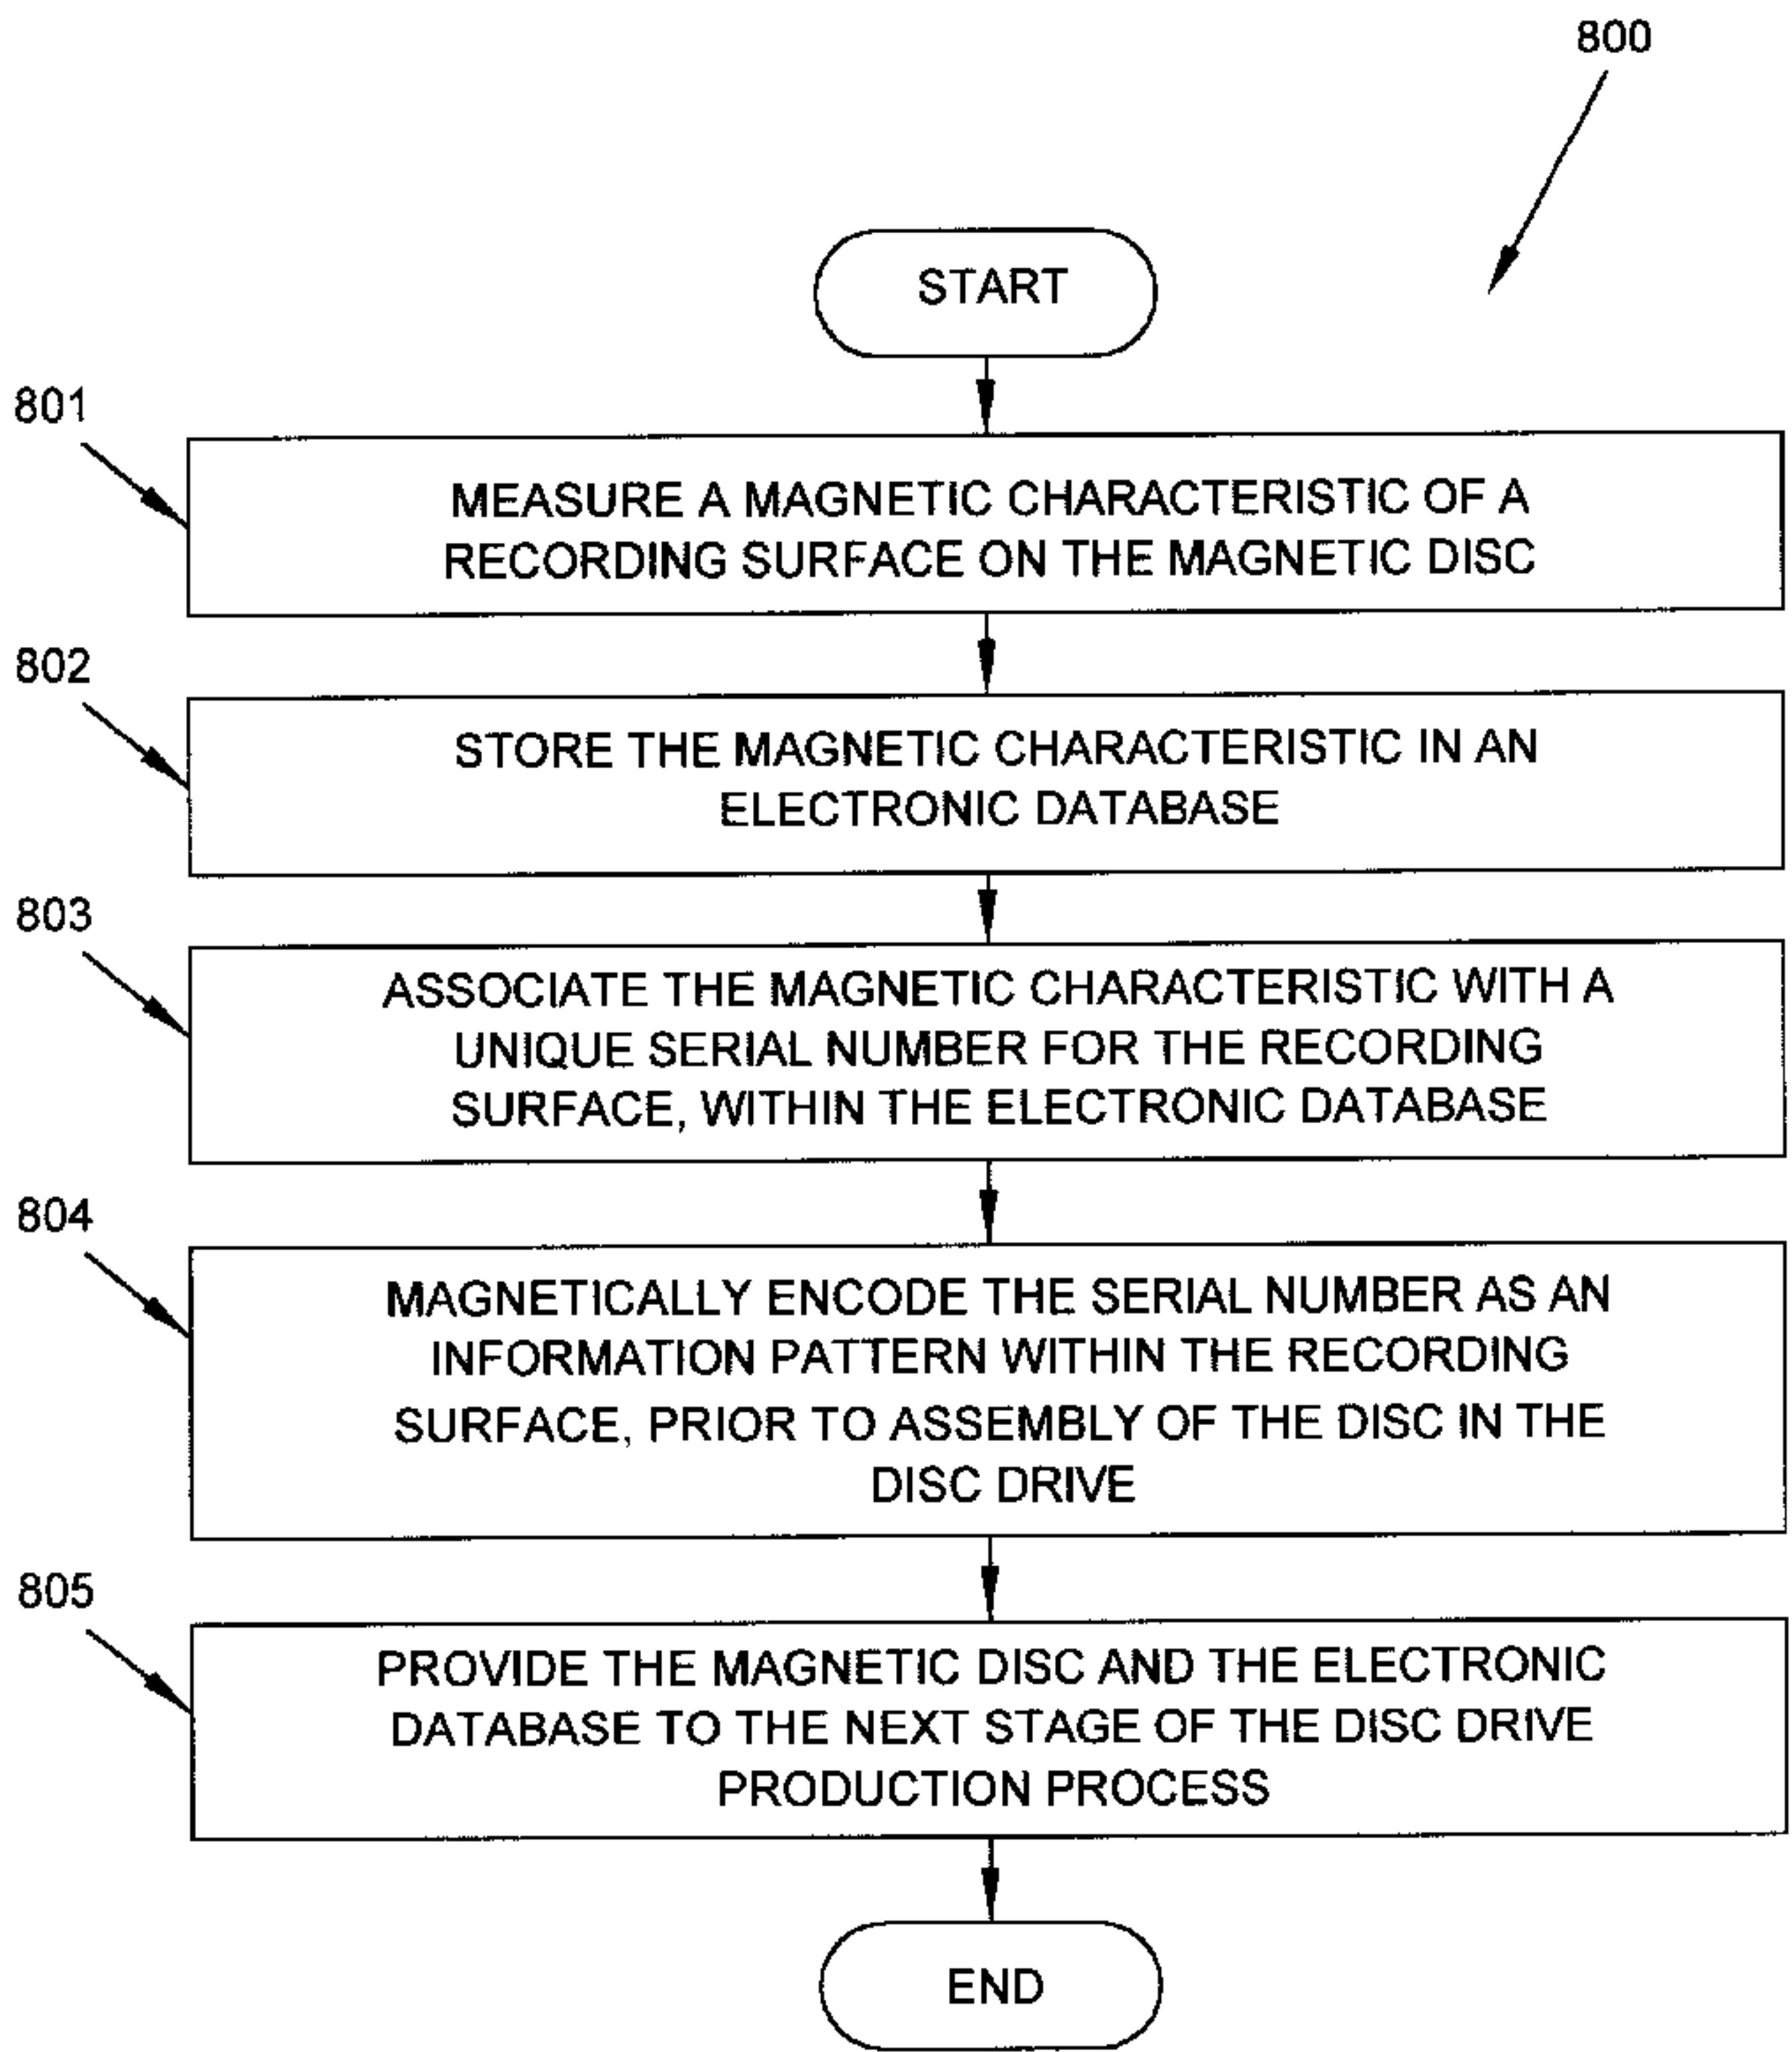 800
START
801
MEASURE A MAGNETIC CHARACTERISTIC OF A
RECORDING SURFACE ON THE MAGNETIC DISC
802
STORE THE MAGNETIC CHARACTERISTIC IN AN
ELECTRONIC DATABASE
803
ASSOCIATE THE MAGNETIC CHARACTERISTIC WITH A
UNIQUE SERIAL NUMBER FOR THE RECORDING
SURFACE, WITHIN THE ELECTRONIC DATABASE
804
MAGNETICALLY ENCODE THE SERIAL NUMBER AS AN
INFORMATION PATTERN WITHIN THE RECORDING
SURFACE, PRIOR TO ASSEMBLY OF THE DISC IN THE
DISC DRIVE
805
PROVIDE THE MAGNETIC DISC AND THE ELECTRONIC
DATABASE TO THE NEXT STAGE OF THE DISC DRIVE
PRODUCTION PROCESS
END